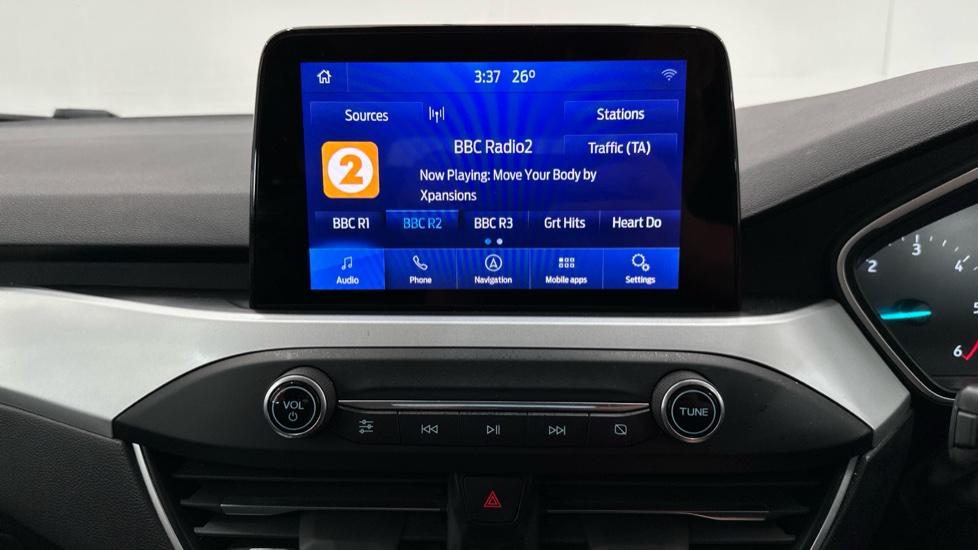 3:37 26º
Sources
Stations
BBC Radio2
Traffic (TA)
2
Now Playing: Move Your Body by
Xpansions
BBC R1 BBC R2 BBC R3 Grt Hits Heart Do
Audio Phone Navigation Mobile apps Settings
VOL
TUNE
2 3 4 5 6